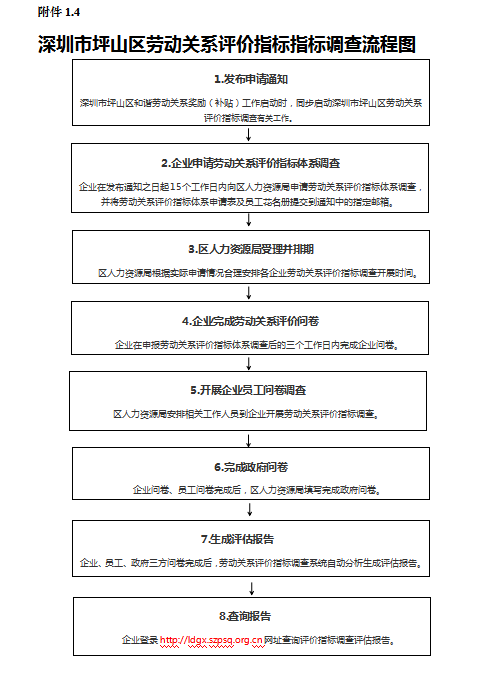 附件 1.4
深圳市坪山区劳动关系评价指标指标调查流程图
1.发布申请通知
深圳市坪山区和谐劳动关系奖励（补贴）工作启动时，同步启动深圳市坪山区劳动关系
评价指标调查有关工作。
2.企业申请劳动关系评价指标体系调查
企业在发布通知之日起15个工作日内向区人力资源局申请劳动关系评价指标体系调查，
并将劳动关系评价指标体系申请表及员工花名册提交到通知中的指定邮箱。
3.区人力资源局受理并排期
区人力资源局根据实际申请情况合理安排各企业劳动关系评价指标调查开展时间。
4.企业完成劳动关系评价问卷
企业在申报劳动关系评价指标体系调查后的三个工作日内完成企业问卷。
5.开展企业员工问卷调查
区人力资源局安排相关工作人员到企业开展劳动关系评价指标调查。
6.完成政府问卷
企业问卷、员工问卷完成后，区人力资源局填写完成政府问卷。
7.生成评估报告
企业、员工、政府三方问卷完成后，劳动关系评价指标调查系统自动分析生成评估报告。
8.查询报告
企业登录 http://ldgx.szpsq.org.cn 网址查询评价指标调查评估报告。